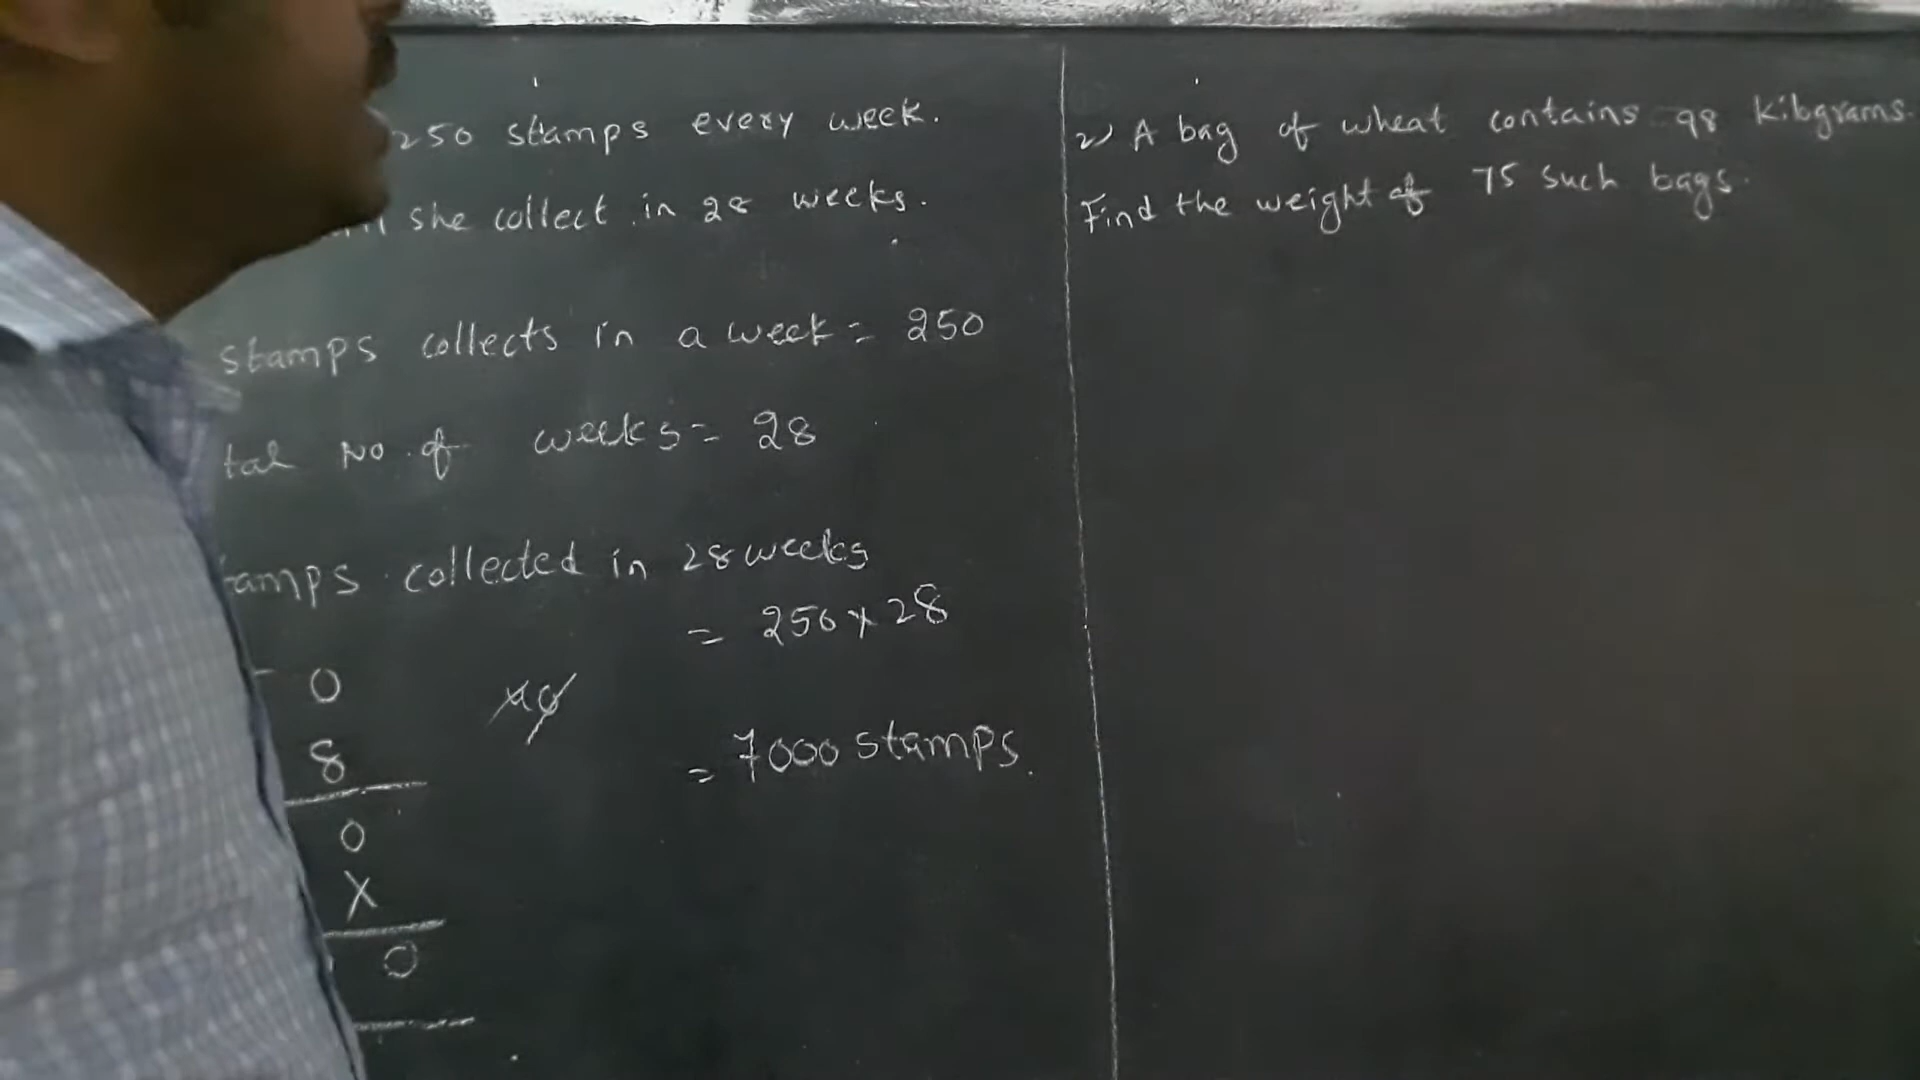 250 stamps every week.
she collect in 28 weeks.
stamps collects in a week = 250
tal No. of weeks = 28
amps collected in 28 weeks
= 250 x 28
= 7000 stamps.
0
8
0
X
0
2) A bag of wheat contains 98 kilograms.
Find the weight of 75 such bags.